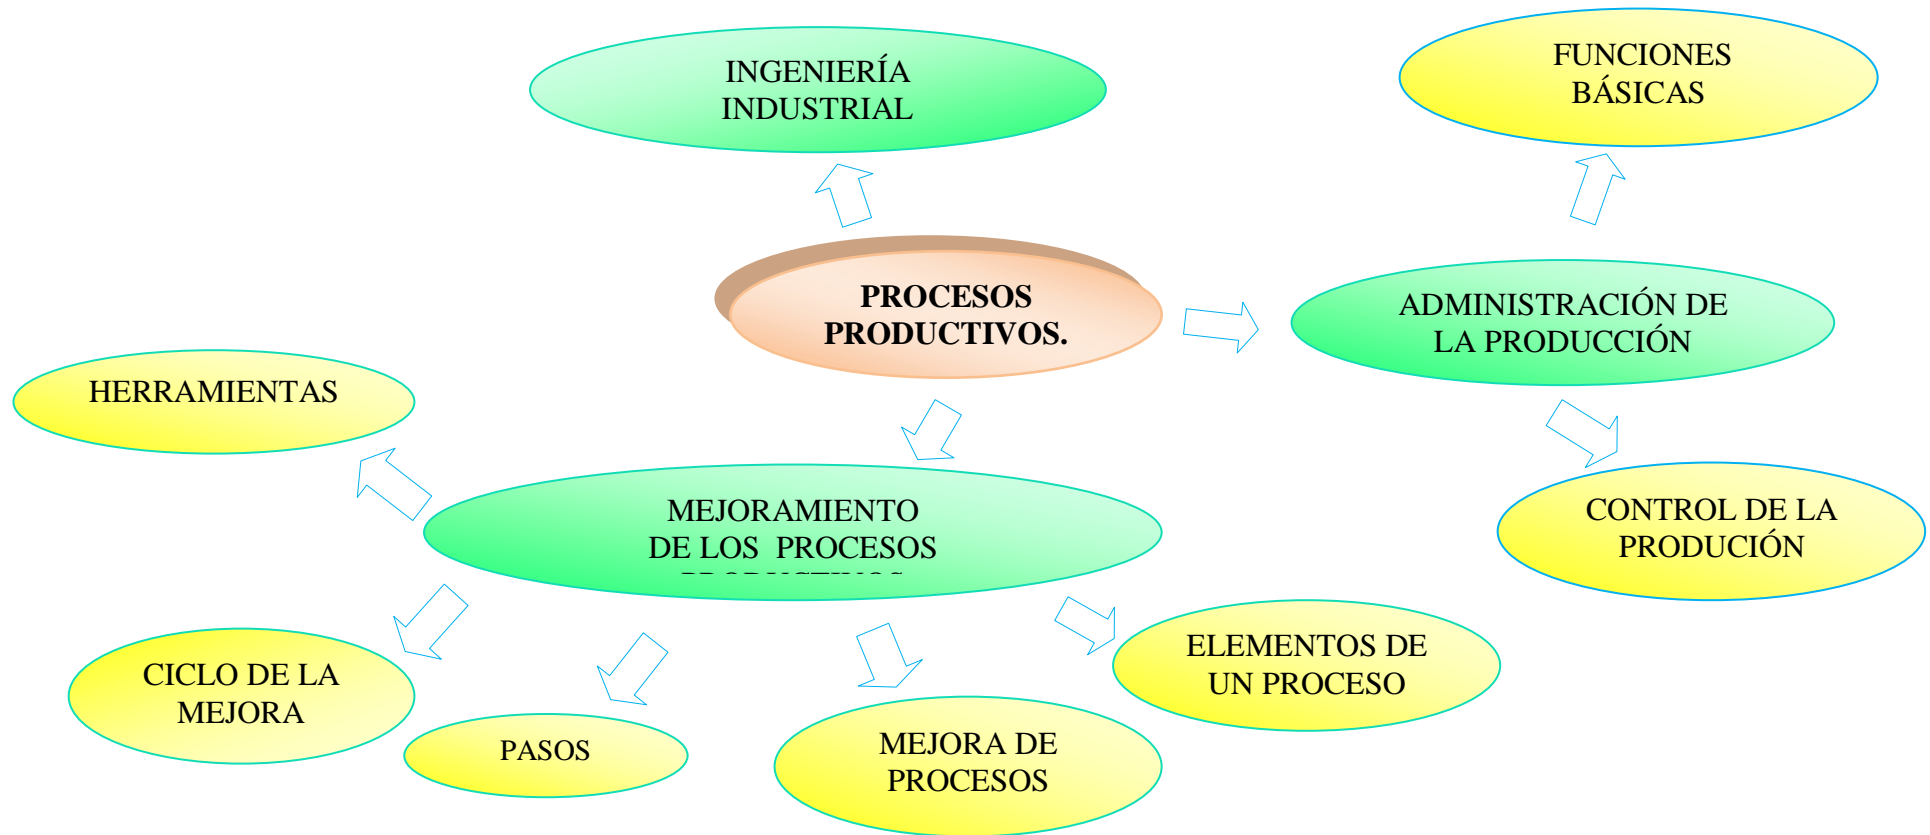 INGENIERÍA
INDUSTRIAL
FUNCIONES
BÁSICAS
PROCESOS
PRODUCTIVOS.
ADMINISTRACIÓN DE
LA PRODUCCIÓN
HERRAMIENTAS
MEJORAMIENTO
DE LOS PROCESOS
CONTROL DE LA
PRODUCIÓN
ELEMENTOS DE
UN PROCESO
CICLO DE LA
MEJORA
PASOS
MEJORA DE
PROCESOS